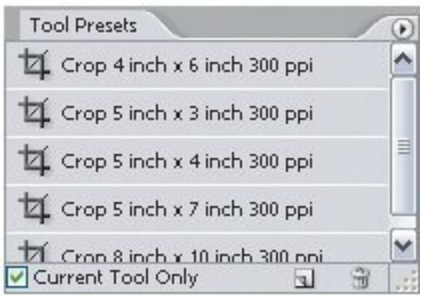 Tool Presets
Crop 4 inch x 6 inch 300 ppi
Crop 5 inch x 3 inch 300 ppi
Crop 5 inch x 4 inch 300 ppi
Crop 5 inch x 7 inch 300 ppi
Crop 8 inch x 10 inch 300 ppi
Current Tool Only